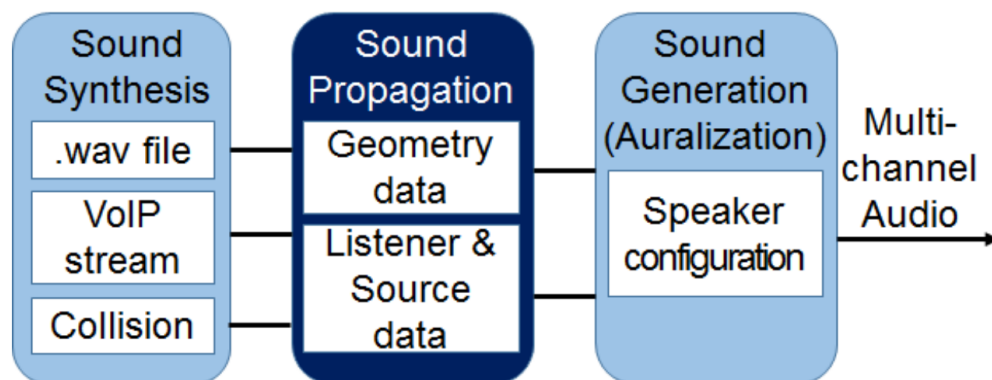 Sound
Synthesis
.wav file
VoIP
stream
Collision
Sound
Propagation
Geometry
data
Listener &
Source
data
Sound
Generation
(Auralization)
Speaker
configuration
Multi-
channel
Audio